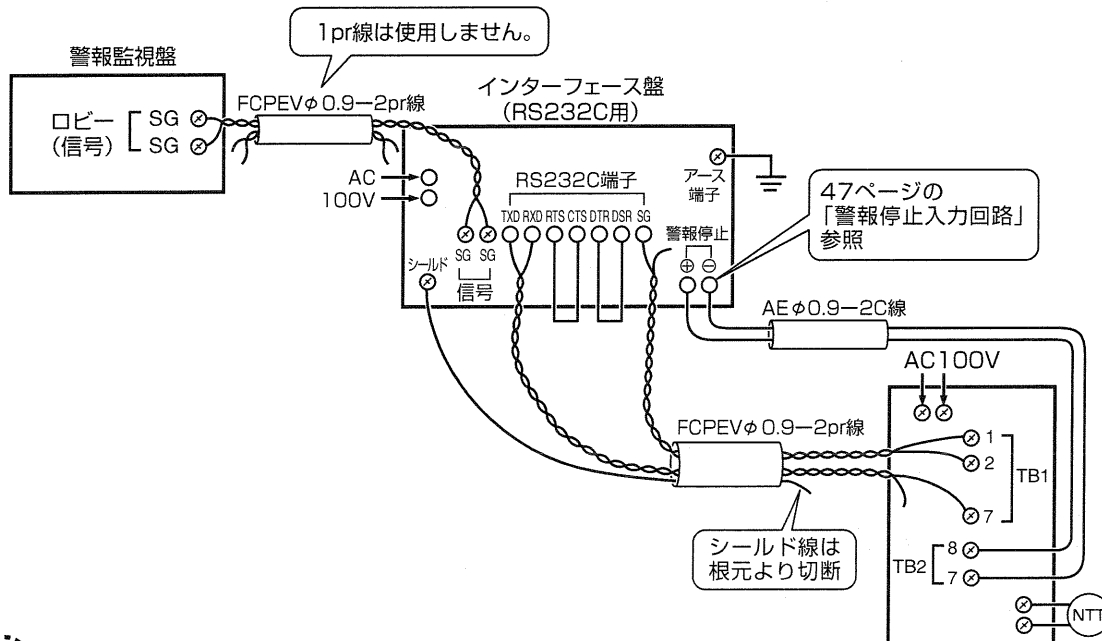 1pr線は使用しません。
警報監視盤
ロビー
(信号)
SG
SG
FCPEVφ0.9ー2pr線
インターフェース盤
(RS232C用)
AC
100V
RS232C端子
TXD RXD RTS CTS DTR DSR SG
SG SG
信号
シールド
アース
端子
警報停止
⊕ ⊖
47ページの
「警報停止入力回路」
参照
AEφ0.9ー2C線
AC100V
FCPEVφ0.9ー2pr線
1
2
7
TB1
シールド線は
根元より切断
TB2
8
7
NTT